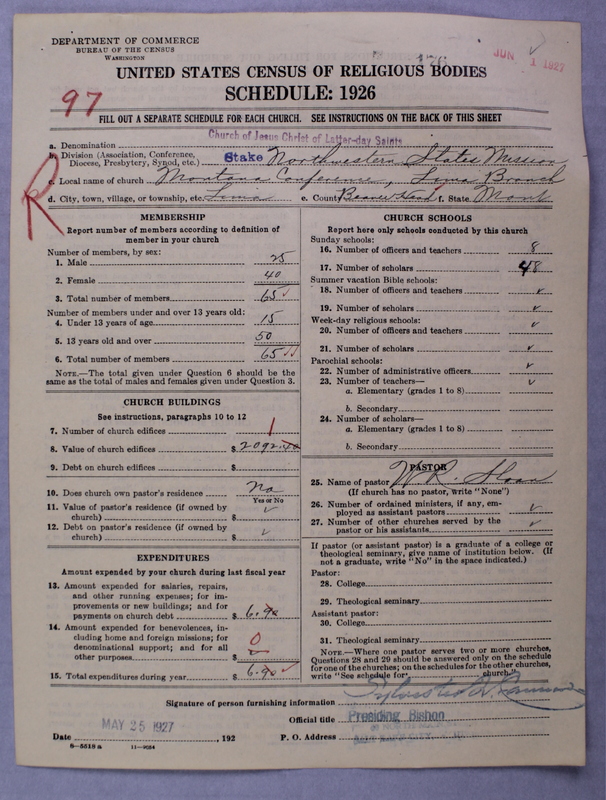 DEPARTMENT OF COMMERCE
BUREAU OF THE CENSUS
WASHINGTON
176
JUN 1 1927
UNITED STATES CENSUS OF RELIGIOUS BODIES
SCHEDULE: 1926
97
FILL OUT A SEPARATE SCHEDULE FOR EACH CHURCH. SEE INSTRUCTIONS ON THE BACK OF THIS SHEET
R
a. Denomination Church of Jesus Christ of Latter-day Saints
b. Division (Association, Conference, Diocese, Presbytery, Synod, etc.) Stake Northwestern States Mission
c. Local name of church Montana Conference, Lima Branch
d. City, town, village, or township, etc. Lima e. County Beaverhead f. State Mont
MEMBERSHIP
Report number of members according to definition of
member in your church
Number of members, by sex:
1. Male 25
2. Female 40
3. Total number of members 65 ✓
Number of members under and over 13 years old:
4. Under 13 years of age 15
5. 13 years old and over 50
6. Total number of members 65 ✓✓
NOTE.—The total given under Question 6 should be the
same as the total of males and females given under Question 3.
CHURCH BUILDINGS
See instructions, paragraphs 10 to 12
7. Number of church edifices 1
8. Value of church edifices $ 2092.40
9. Debt on church edifices $
10. Does church own pastor's residence No
Yes or No
11. Value of pastor's residence (if owned by
church) $ ✓
12. Debt on pastor's residence (if owned by
church) $ ✓
EXPENDITURES
Amount expended by your church during last fiscal year
13. Amount expended for salaries, repairs,
and other running expenses; for im-
provements or new buildings; and for
payments on church debt $ 6.90
14. Amount expended for benevolences, in-
cluding home and foreign missions; for
denominational support; and for all
other purposes $ 0
15. Total expenditures during year $ 6.90 ✓
CHURCH SCHOOLS
Report here only schools conducted by this church
Sunday schools:
16. Number of officers and teachers 8
17. Number of scholars 48
Summer vacation Bible schools:
18. Number of officers and teachers ✓
19. Number of scholars ✓
Week-day religious schools:
20. Number of officers and teachers ✓
21. Number of scholars ✓
Parochial schools:
22. Number of administrative officers ✓
23. Number of teachers— ✓
a. Elementary (grades 1 to 8)
b. Secondary
24. Number of scholars—
a. Elementary (grades 1 to 8)
b. Secondary
PASTOR
25. Name of pastor W. R. Sloan
(If church has no pastor, write "None")
26. Number of ordained ministers, if any, em-
ployed as assistant pastors ✓
27. Number of other churches served by the
pastor or his assistants ✓
If pastor (or assistant pastor) is a graduate of a college or
theological seminary, give name of institution below. (If
not a graduate, write "No" in the space indicated.)
Pastor:
28. College
29. Theological seminary
Assistant pastor:
30. College
31. Theological seminary
NOTE.—Where one pastor serves two or more churches,
Questions 28 and 29 should be answered only on the schedule
for one of the churches; on the schedules for the other churches,
write "See schedule for church."
Signature of person furnishing information Sylvester Q. Cannon
Official title Presiding Bishop
Date MAY 25 1927, 192 P. O. Address
8—5518 a 11—9054